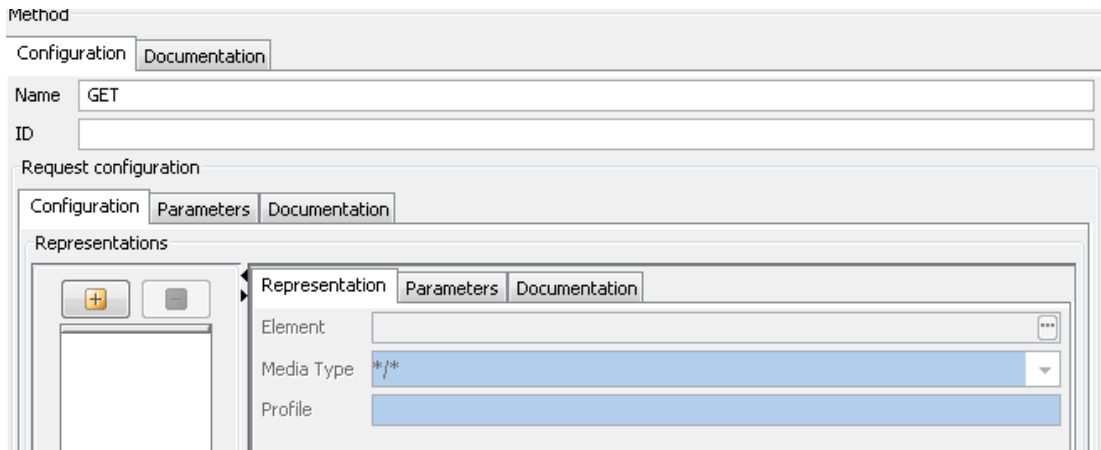 Method
Configuration Documentation
Name GET
ID
Request configuration
Configuration Parameters Documentation
Representations
Representation Parameters Documentation
Element ...
Media Type */*
Profile